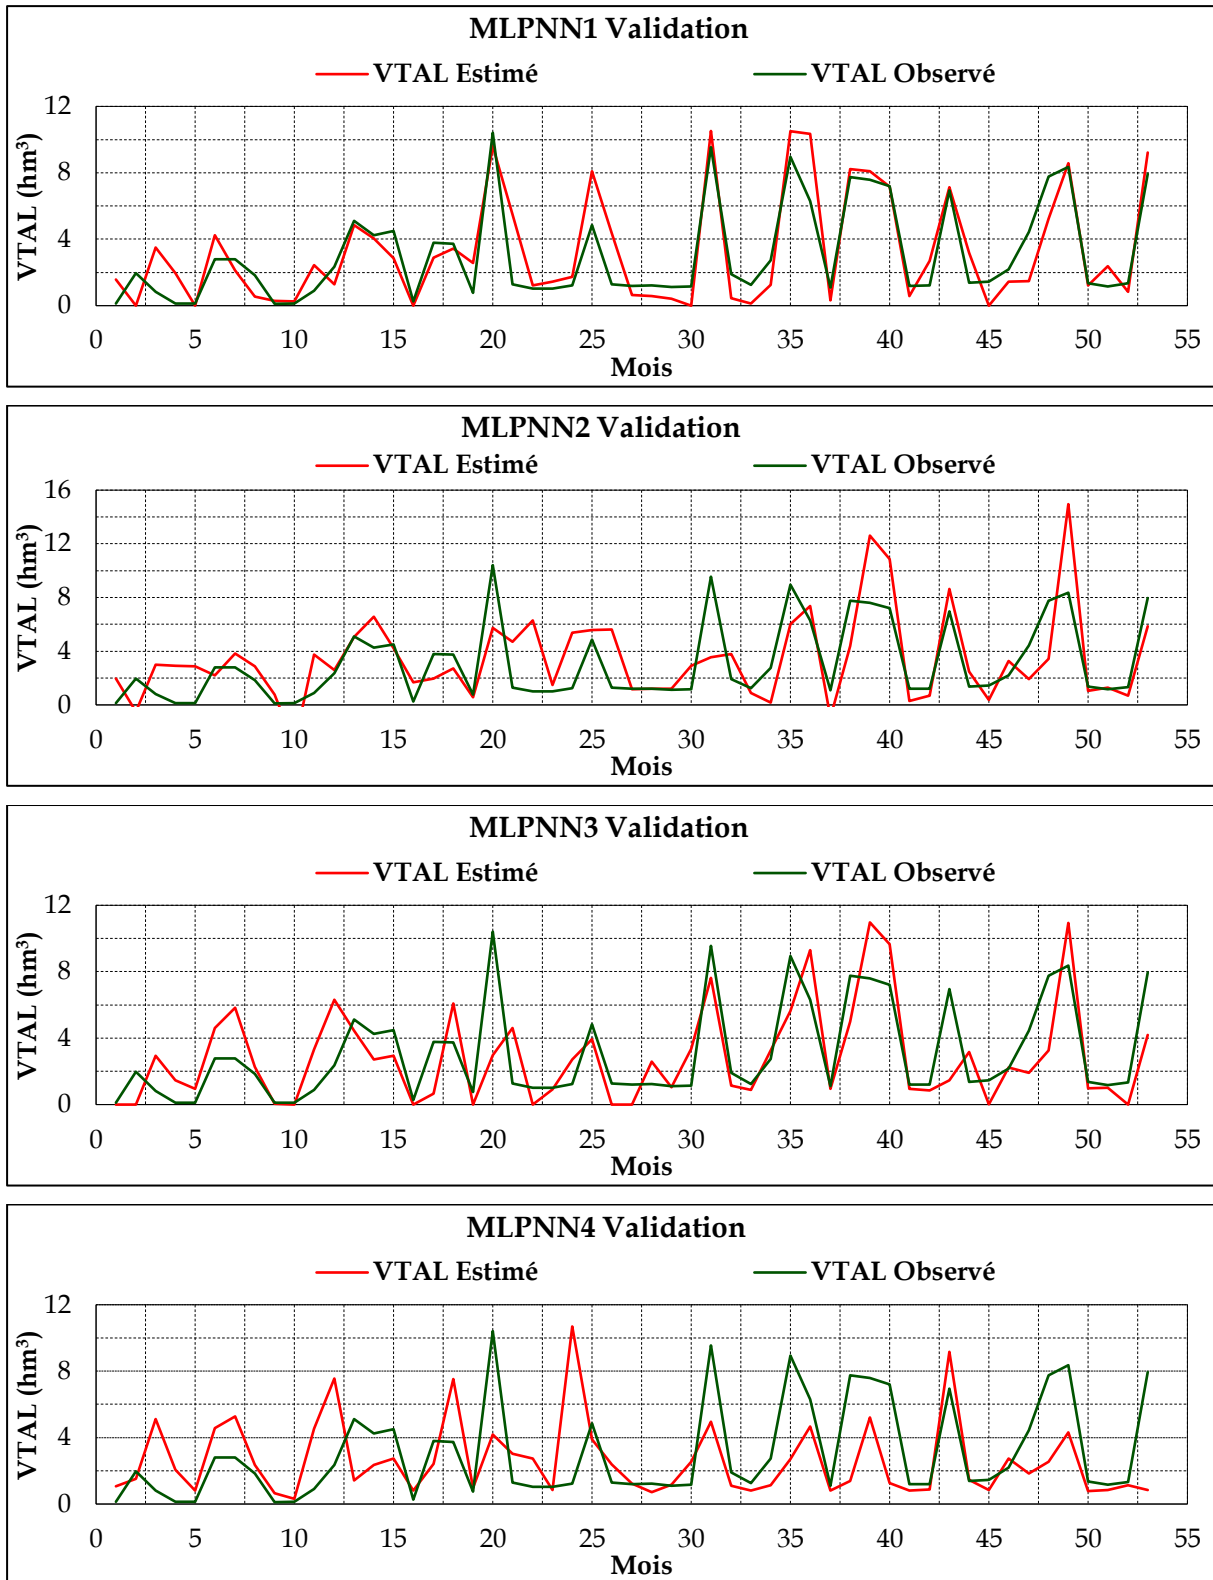 MLPNN1 Validation
VTAL Estimé VTAL Observé
VTAL (hm³)
12
8
4
0
0 5 10 15 20 25 30 35 40 45 50 55
Mois
MLPNN2 Validation
VTAL Estimé VTAL Observé
VTAL (hm³)
16
12
8
4
0
0 5 10 15 20 25 30 35 40 45 50 55
Mois
MLPNN3 Validation
VTAL Estimé VTAL Observé
VTAL (hm³)
12
8
4
0
0 5 10 15 20 25 30 35 40 45 50 55
Mois
MLPNN4 Validation
VTAL Estimé VTAL Observé
VTAL (hm³)
12
8
4
0
0 5 10 15 20 25 30 35 40 45 50 55
Mois